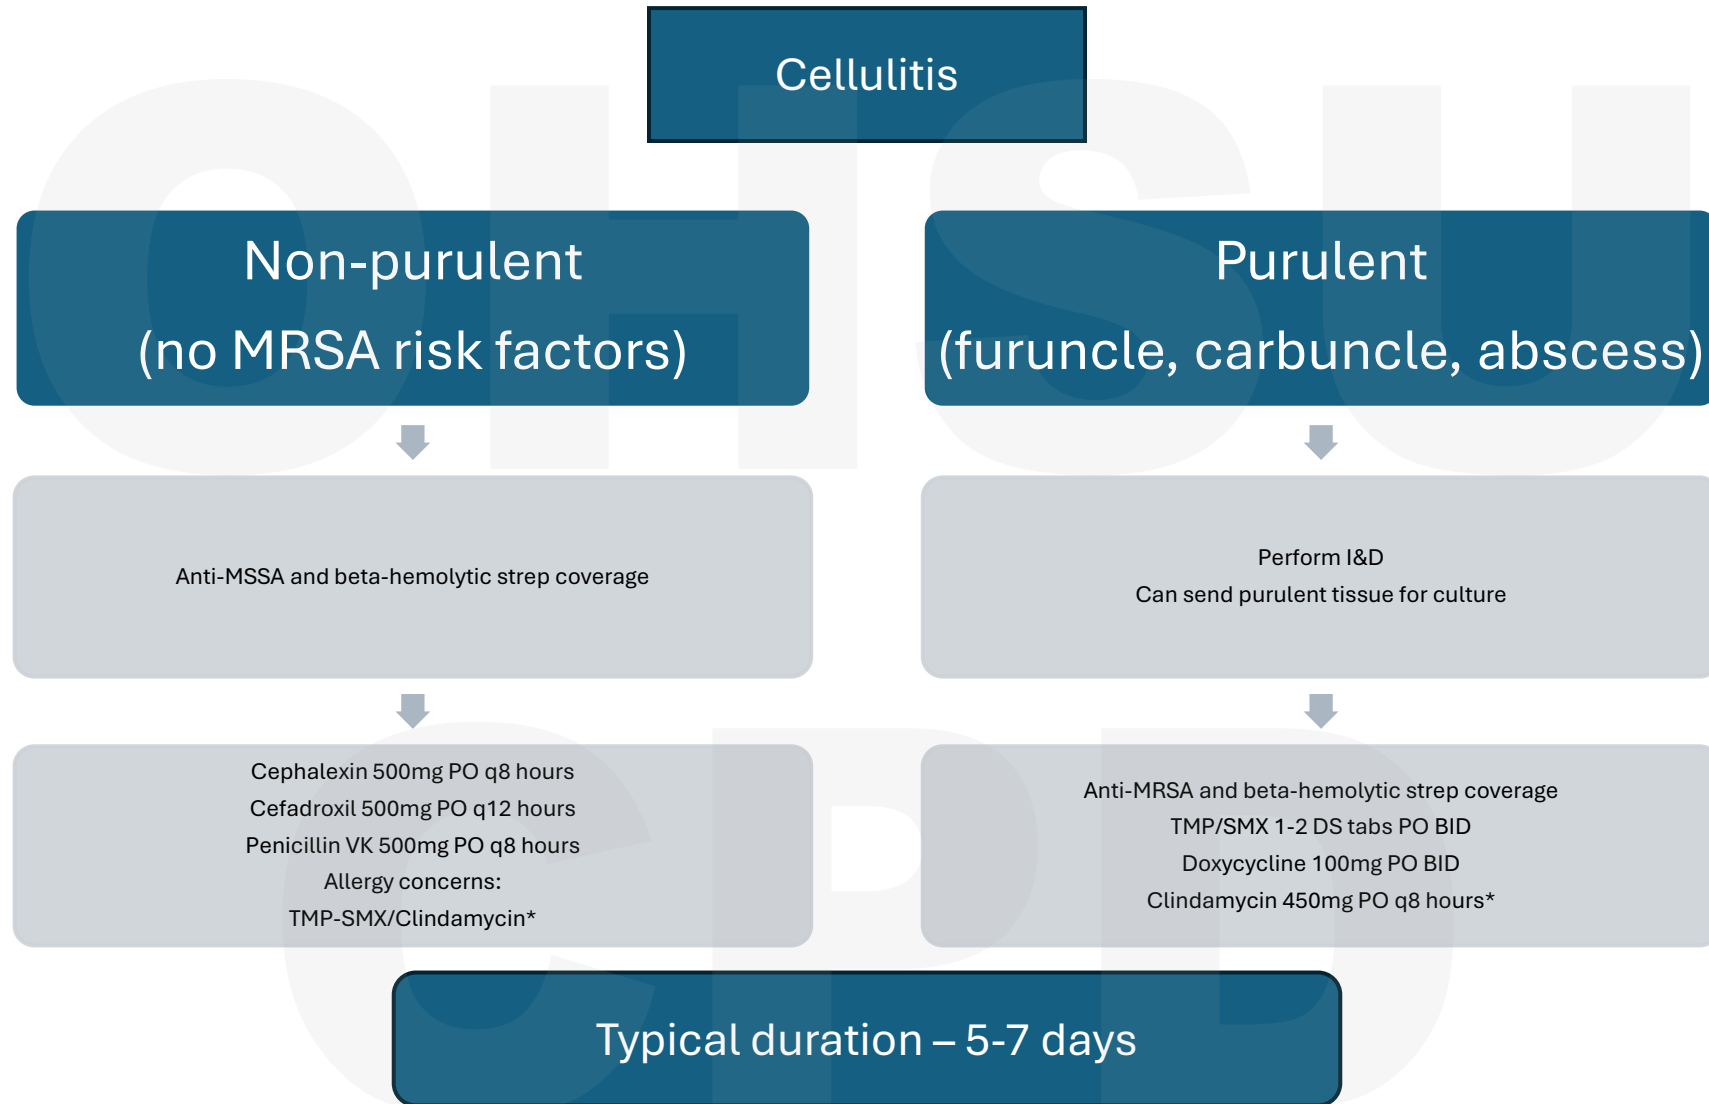 Cellulitis
Non-purulent
(no MRSA risk factors)
Anti-MSSA and beta-hemolytic strep coverage
Cephalexin 500mg PO q8 hours
Cefadroxil 500mg PO q12 hours
Penicillin VK 500mg PO q8 hours
Allergy concerns:
TMP-SMX/Clindamycin*
Purulent
(furuncle, carbuncle, abscess)
Perform I&D
Can send purulent tissue for culture
Anti-MRSA and beta-hemolytic strep coverage
TMP/SMX 1-2 DS tabs PO BID
Doxycycline 100mg PO BID
Clindamycin 450mg PO q8 hours*
Typical duration – 5-7 days
OHSU
CPD